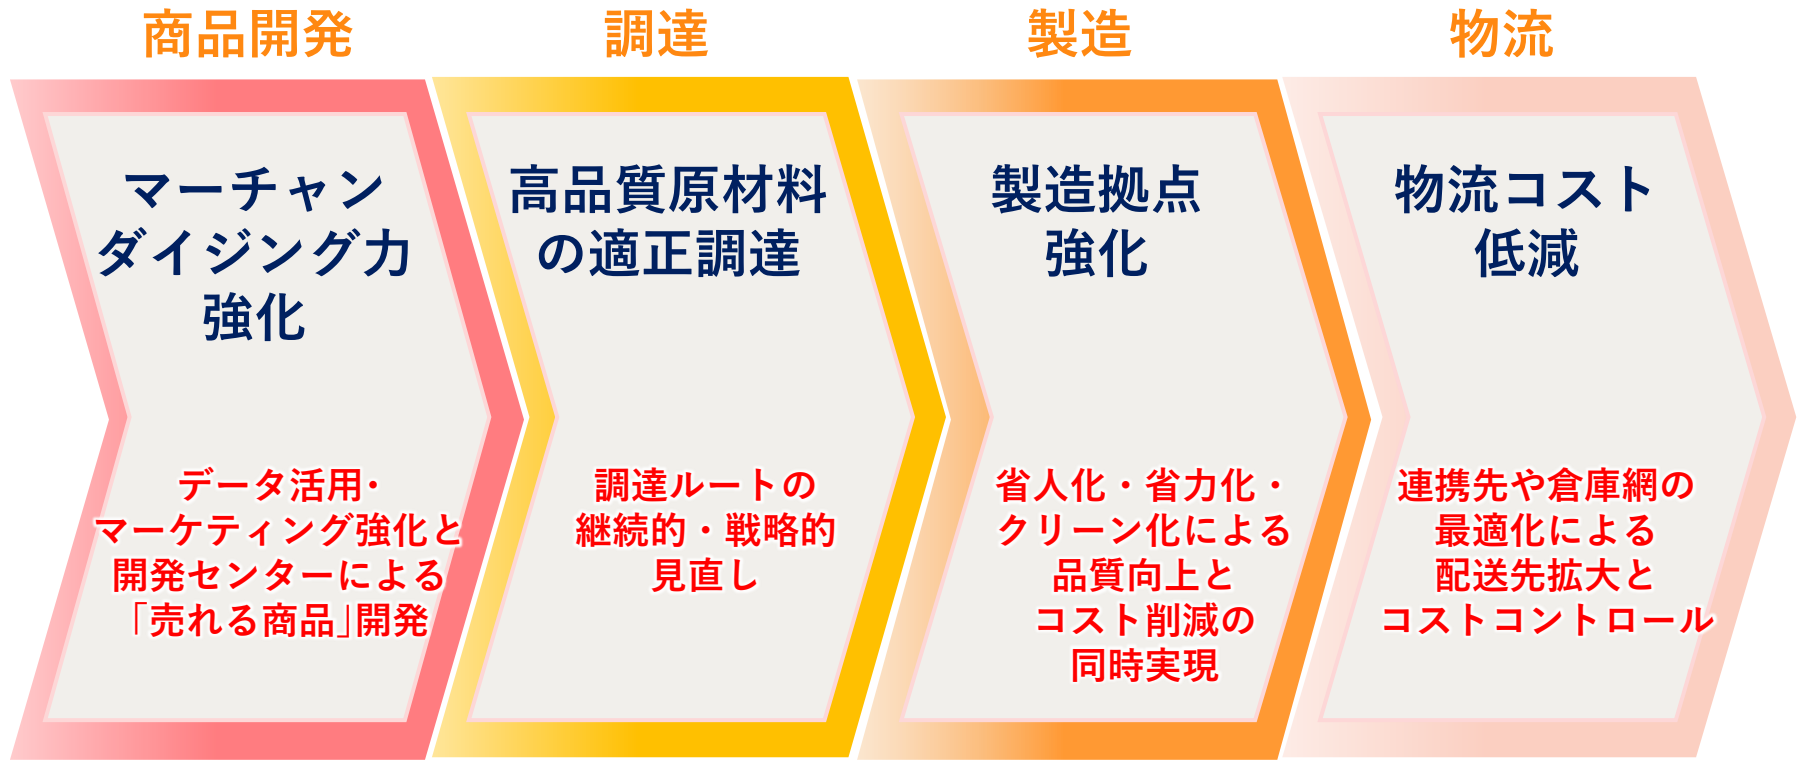 商品開発
マーチャン
ダイジング力
強化
データ活用・
マーケティング強化と
開発センターによる
「売れる商品」開発
調達
高品質原材料
の適正調達
調達ルートの
継続的・戦略的
見直し
製造
製造拠点
強化
省人化・省力化・
クリーン化による
品質向上と
コスト削減の
同時実現
物流
物流コスト
低減
連携先や倉庫網の
最適化による
配送先拡大と
コストコントロール